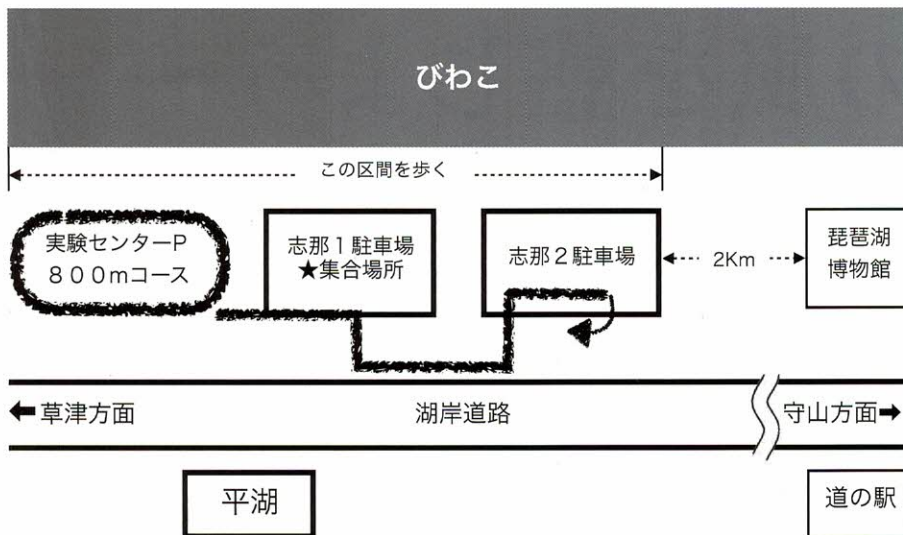 びわこ
この区間を歩く
実験センターP
８００mコース
志那１駐車場
★集合場所
志那２駐車場
2Km
琵琶湖
博物館
←草津方面
湖岸道路
守山方面→
平湖
道の駅